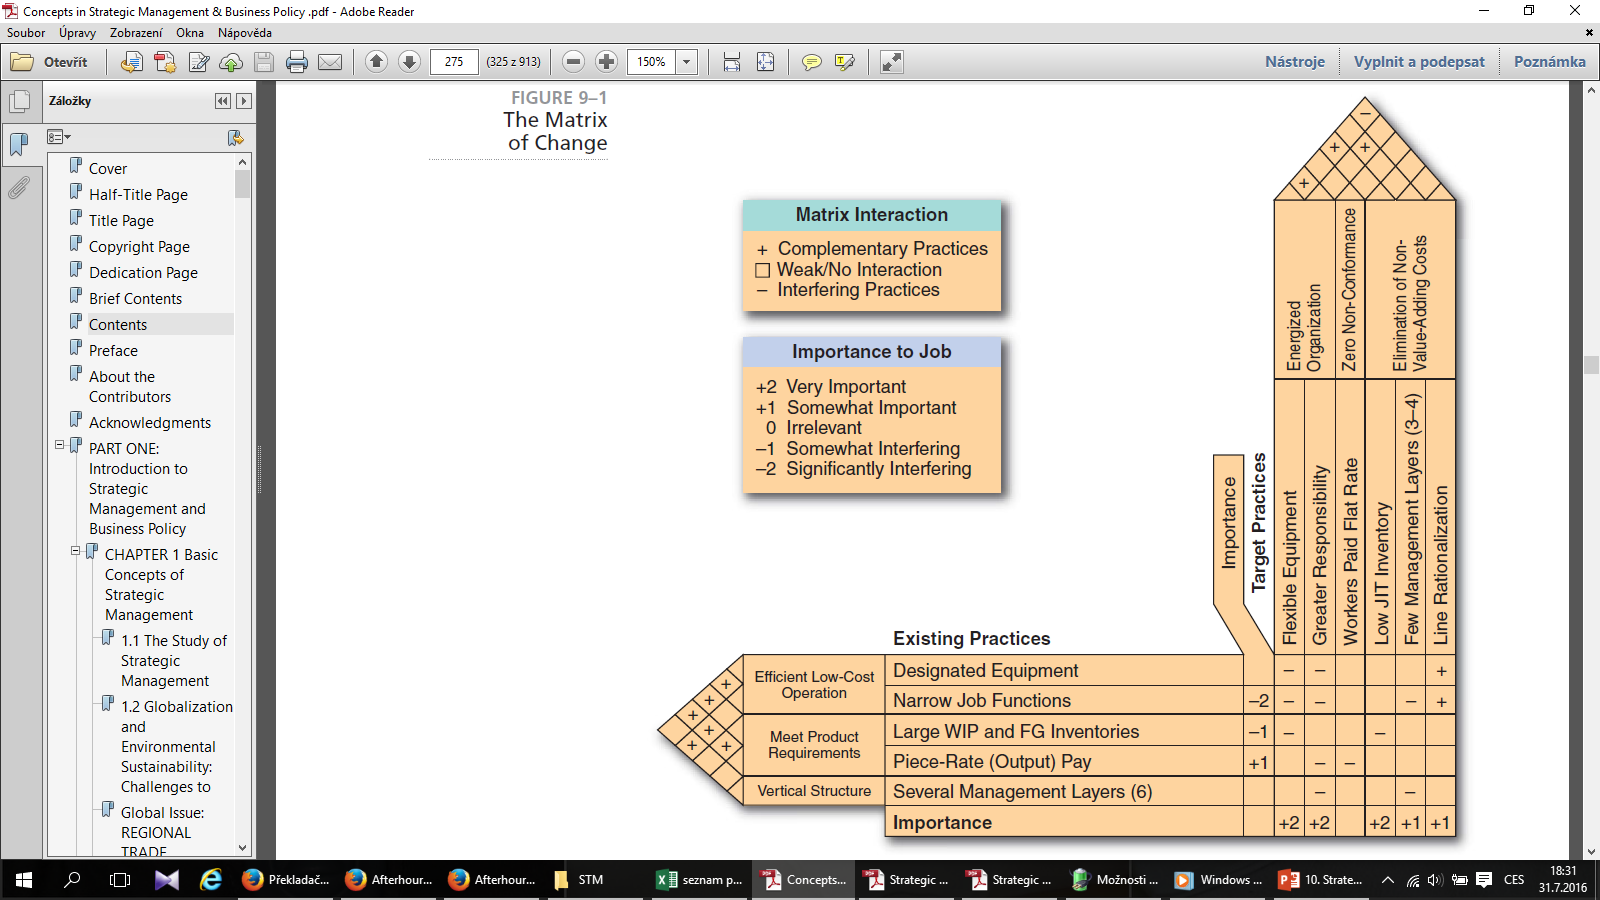 Concepts in Strategic Management & Business Policy .pdf - Adobe Reader
Soubor Úpravy Zobrazení Okna Nápověda
Otevřít 275 (325 z 913) 150% Nástroje Vyplnit a podepsat Poznámka
Záložky
Cover
Half-Title Page
Title Page
Copyright Page
Dedication Page
Brief Contents
Contents
Preface
About the
Contributors
Acknowledgments
PART ONE:
Introduction to
Strategic
Management and
Business Policy
CHAPTER 1 Basic
Concepts of
Strategic
Management
1.1 The Study of
Strategic
Management
1.2 Globalization
and
Environmental
Sustainability:
Challenges to
Global Issue:
REGIONAL
TRADE
FIGURE 9–1
The Matrix
of Change
Matrix Interaction
+ Complementary Practices
□ Weak/No Interaction
– Interfering Practices
Importance to Job
+2 Very Important
+1 Somewhat Important
0 Irrelevant
–1 Somewhat Interfering
–2 Significantly Interfering
–
+ +
+
Energized
Organization
Zero Non-Conformance
Elimination of Non-
Value-Adding Costs
Importance
Target Practices
Flexible Equipment
Greater Responsibility
Workers Paid Flat Rate
Low JIT Inventory
Few Management Layers (3–4)
Line Rationalization
Existing Practices
+
+
+
+
+ +
Efficient Low-Cost
Operation
Meet Product
Requirements
Vertical Structure
Designated Equipment – – +
Narrow Job Functions –2 – – – +
Large WIP and FG Inventories –1 – –
Piece-Rate (Output) Pay +1 – –
Several Management Layers (6) – –
Importance +2 +2 +2 +1 +1
Překladač... Afterhour... Afterhour... STM seznam p... Concepts... Strategic ... Strategic ... Možnosti ... Windows ... 10. Strate... CES
18:31
31.7.2016